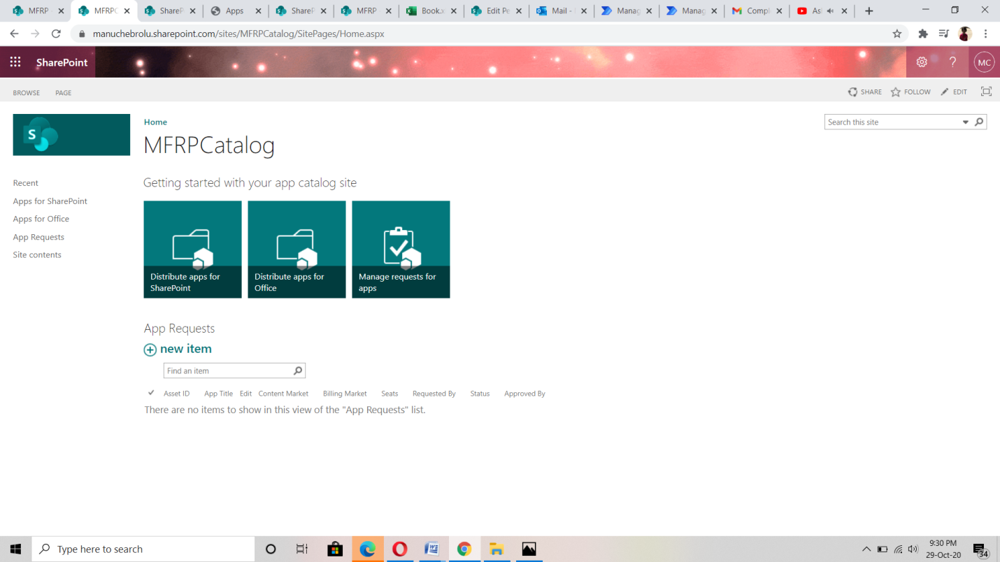 MFRP
MFRPC
ShareP
Apps
ShareP
MFRP
Book.x
Edit Pe
Mail -
Manag
Manag
Compl
manuchebrolu.sharepoint.com/sites/MFRPCatalog/SitePages/Home.aspx
SharePoint
?
MC
BROWSE PAGE
SHARE FOLLOW EDIT
S
Home
Search this site
MFRPCatalog
Recent
Apps for SharePoint
Apps for Office
App Requests
Site contents
Getting started with your app catalog site
Distribute apps for
SharePoint
Distribute apps for
Office
Manage requests for
apps
App Requests
new item
Find an item
Asset ID App Title Edit Content Market Billing Market Seats Requested By Status Approved By
There are no items to show in this view of the "App Requests" list.
Type here to search
9:30 PM
29-Oct-20
34